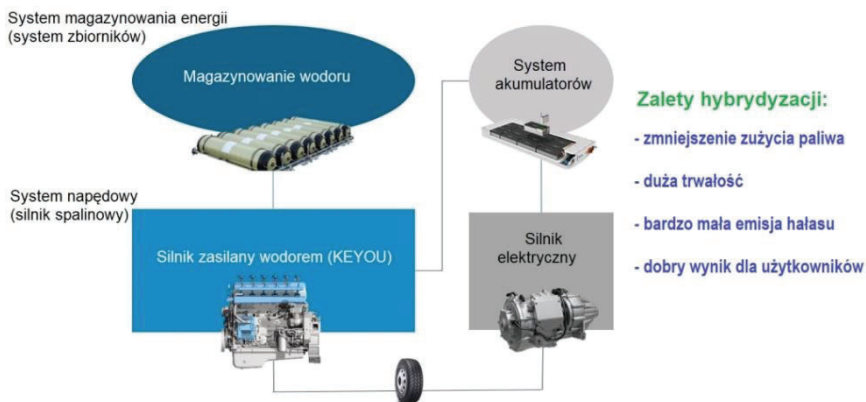 System magazynowania energii
(system zbiorników)
Magazynowanie wodoru
System
akumulatorów
System napędowy
(silnik spalinowy)
Silnik zasilany wodorem (KEYOU)
Silnik
elektryczny
Zalety hybrydyzacji:
- zmniejszenie zużycia paliwa
- duża trwałość
- bardzo mała emisja hałasu
- dobry wynik dla użytkowników